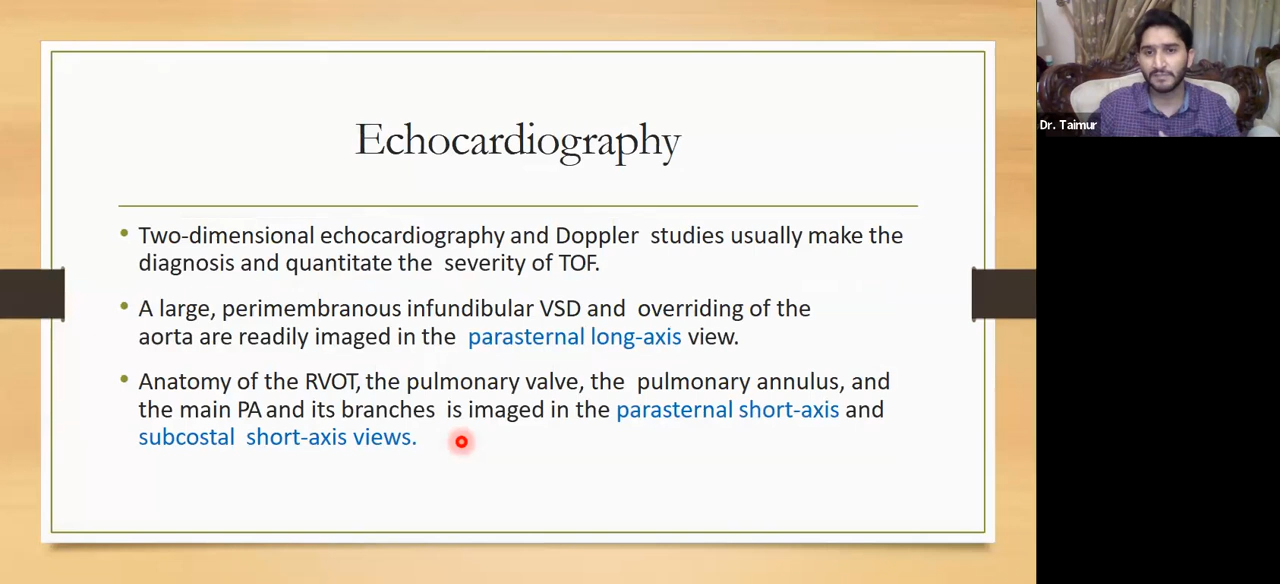 Echocardiography
Two-dimensional echocardiography and Doppler studies usually make the
diagnosis and quantitate the severity of TOF.
A large, perimembranous infundibular VSD and overriding of the
aorta are readily imaged in the parasternal long-axis view.
Anatomy of the RVOT, the pulmonary valve, the pulmonary annulus, and
the main PA and its branches is imaged in the parasternal short-axis and
subcostal short-axis views.
Dr. Taimur